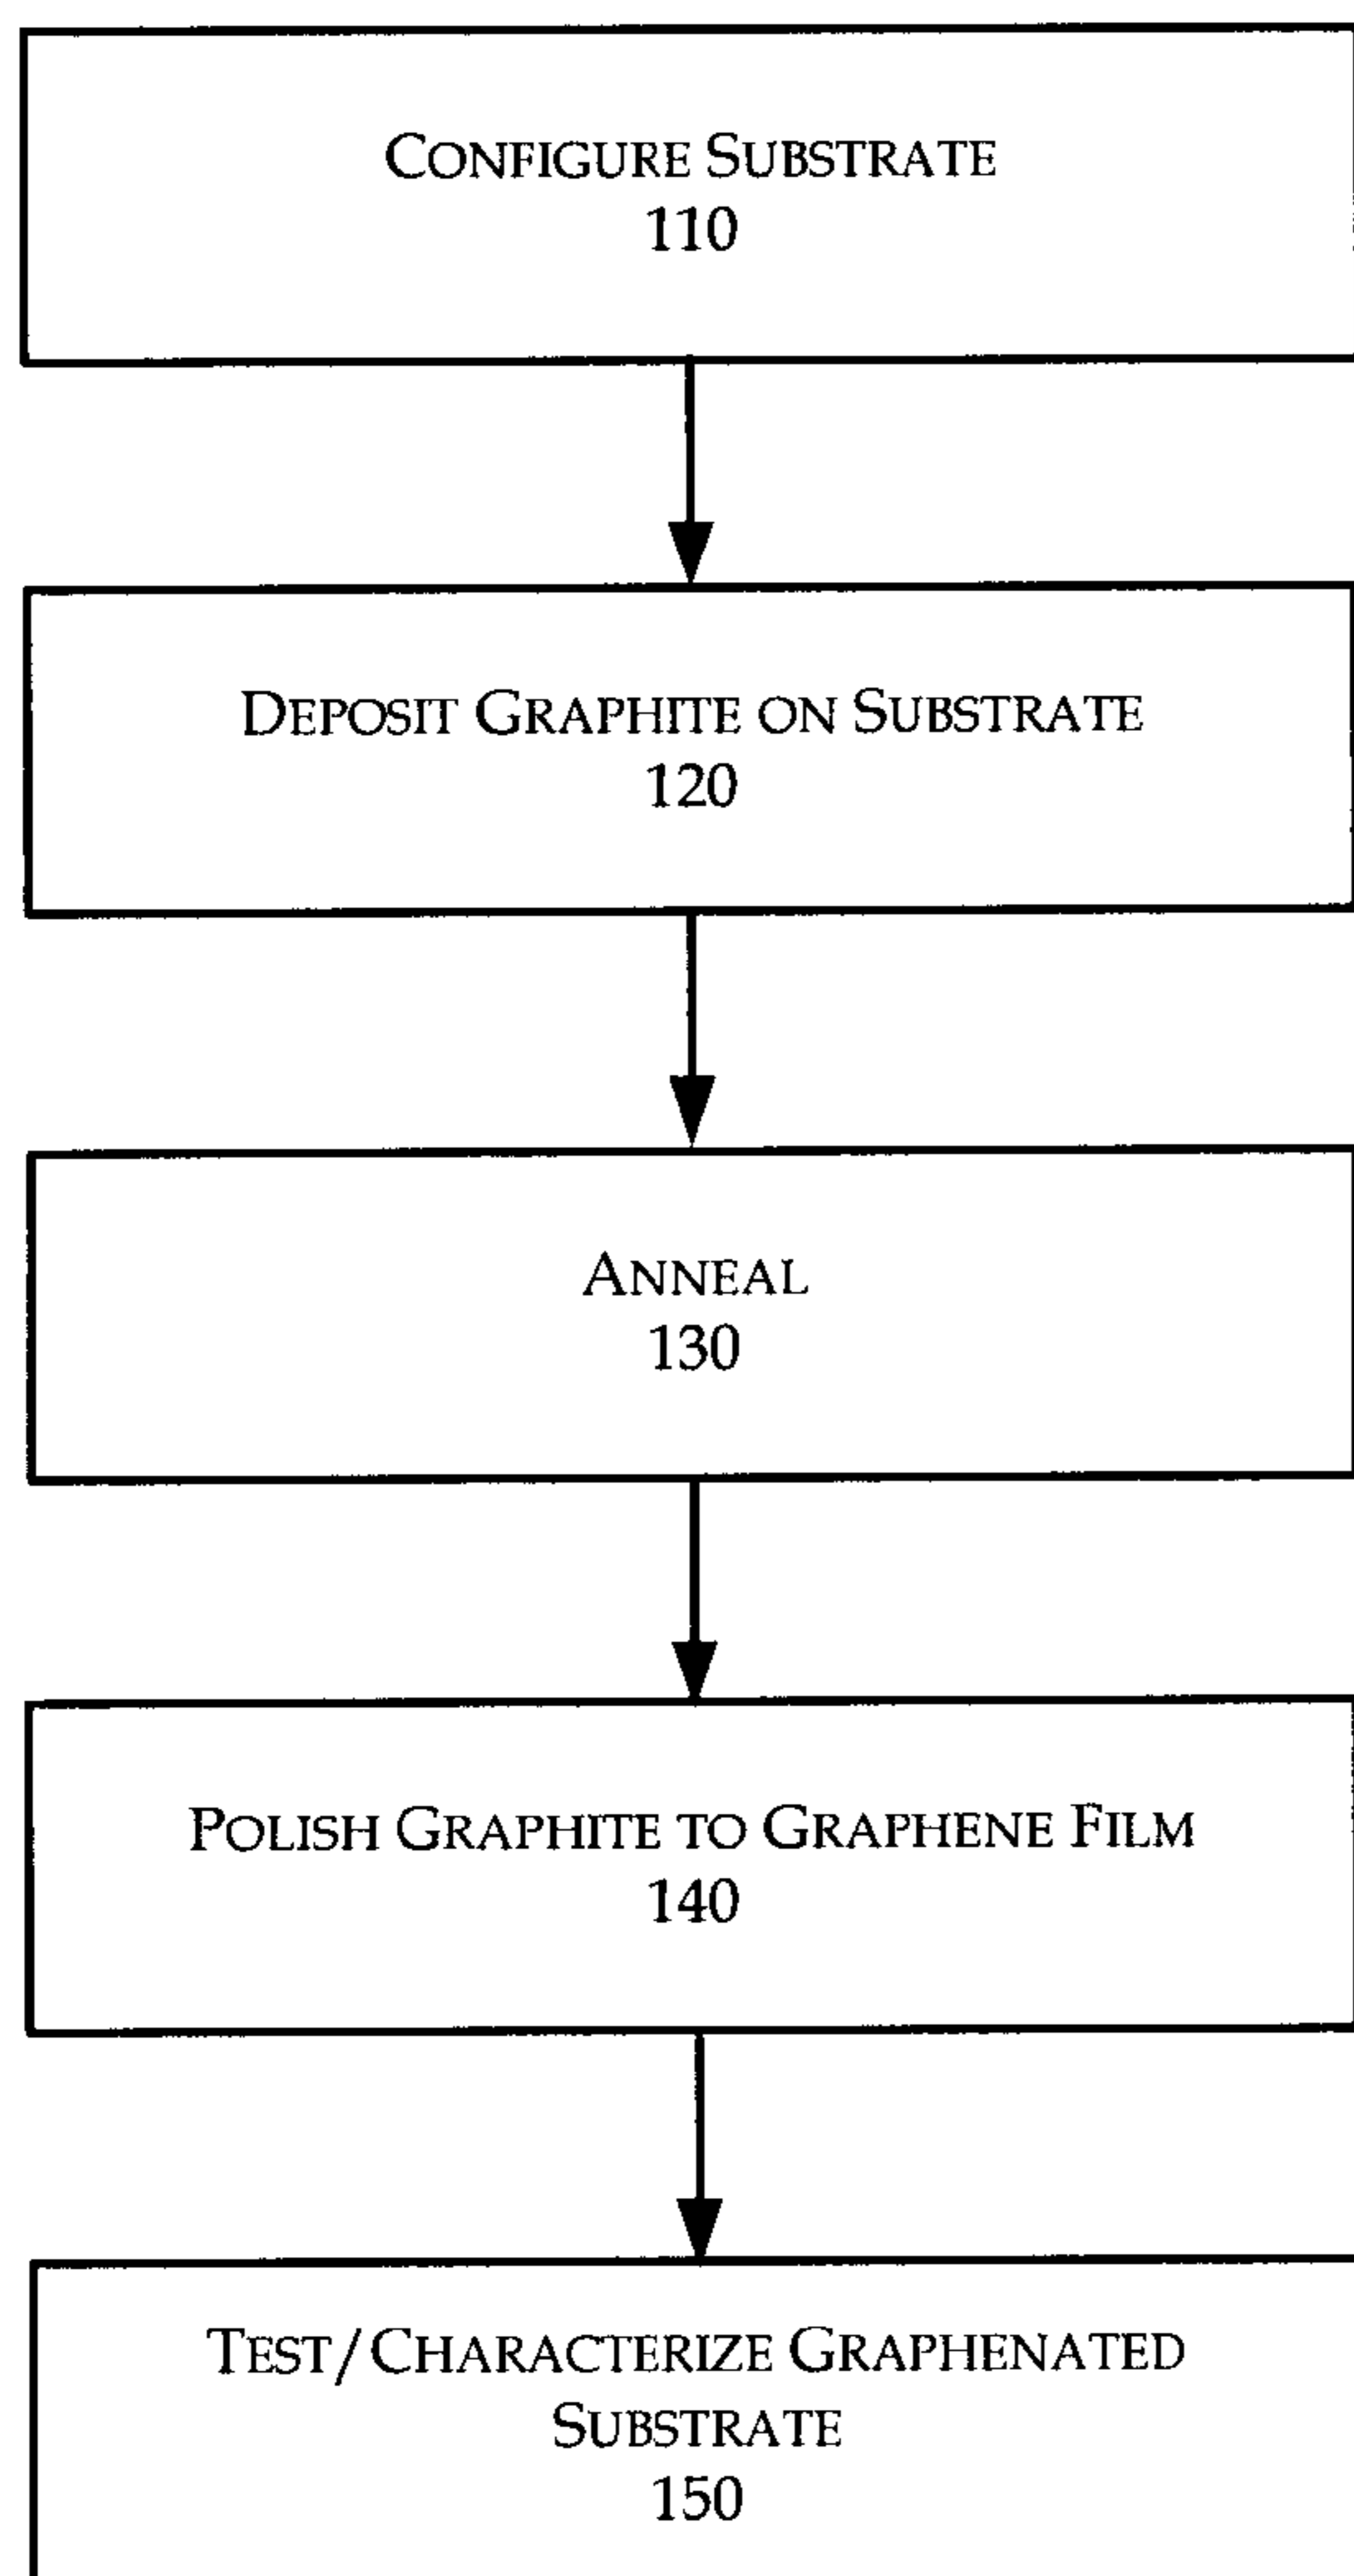 CONFIGURE SUBSTRATE
110
DEPOSIT GRAPHITE ON SUBSTRATE
120
ANNEAL
130
POLISH GRAPHITE TO GRAPHENE FILM
140
TEST/CHARACTERIZE GRAPHENATED
SUBSTRATE
150